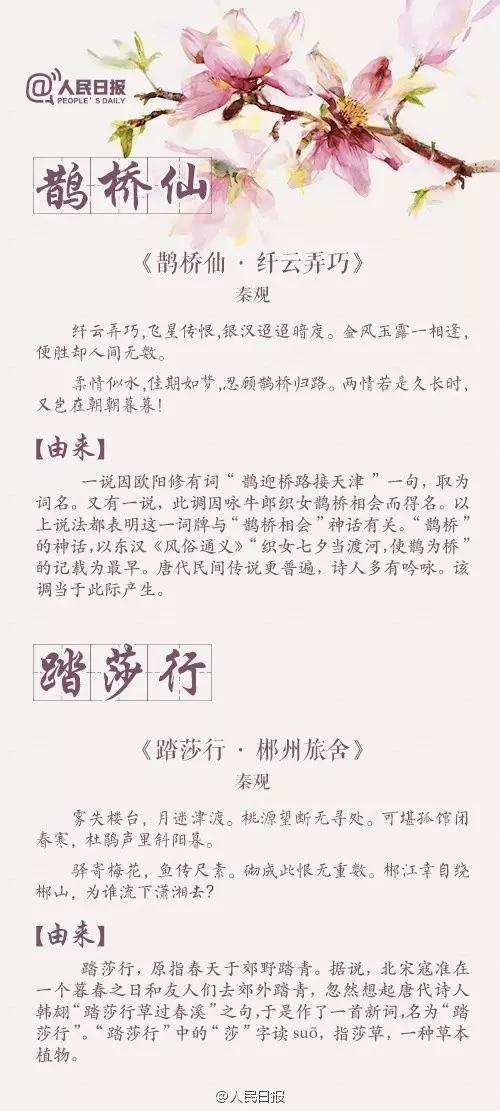 @人民日报
PEOPLE'S DAILY
鹊桥仙
《鹊桥仙·纤云弄巧》
秦观
纤云弄巧,飞星传恨,银汉迢迢暗度。金风玉露一相逢,
便胜却人间无数。
柔情似水,佳期如梦,忍顾鹊桥归路。两情若是久长时,
又岂在朝朝暮暮!
【由来】
一说因欧阳修有词“鹊迎桥路接天津”一句，取为
词名。又有一说，此调因咏牛郎织女鹊桥相会而得名。以
上说法都表明这一词牌与“鹊桥相会”神话有关。“鹊桥”
的神话,以东汉《风俗通义》“织女七夕当渡河,使鹊为桥”
的记载为最早。唐代民间传说更普遍，诗人多有吟咏。该
调当于此际产生。
踏莎行
《踏莎行·郴州旅舍》
秦观
雾失楼台，月迷津渡。桃源望断无寻处。可堪孤馆闭
春寒，杜鹃声里斜阳暮。
驿寄梅花，鱼传尺素。砌成此恨无重数。郴江幸自绕
郴山，为谁流下潇湘去?
【由来】
踏莎行，原指春天于郊野踏青。据说，北宋寇准在
一个暮春之日和友人们去郊外踏青，忽然想起唐代诗人
韩翃“踏莎行草过春溪”之句,于是作了一首新词,名为“踏
莎行”。“踏莎行”中的“莎”字读suō，指莎草，一种草本
植物。
@人民日报